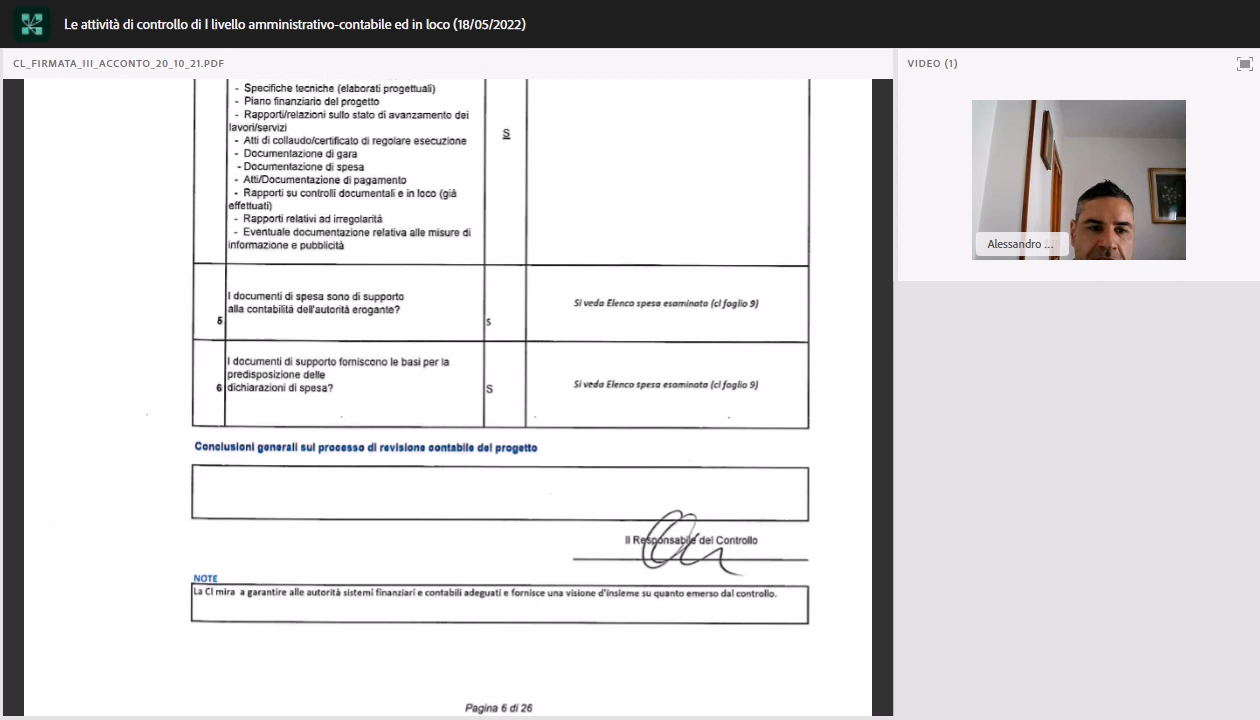 Le attività di controllo di I livello amministrativo-contabile ed in loco (18/05/2022)
CL_FIRMATA_III_ACCONTO_20_10_21.PDF
- Specifiche tecniche (elaborati progettuali)
- Piano finanziario del progetto
- Rapporti/relazioni sullo stato di avanzamento dei
lavori/servizi
- Atti di collaudo/certificato di regolare esecuzione
- Documentazione di gara
- Documentazione di spesa
- Atti/Documentazione di pagamento
- Rapporti su controlli documentali e in loco (già
effettuati)
- Rapporti relativi ad irregolarità
- Eventuale documentazione relativa alle misure di
informazione e pubblicità
S
5
I documenti di spesa sono di supporto
alla contabilità dell'autorità erogante?
s
Si veda Elenco spesa esaminata (cl foglio 9)
6
I documenti di supporto forniscono le basi per la
predisposizione delle
dichiarazioni di spesa?
S
Si veda Elenco spesa esaminata (cl foglio 9)
Conclusioni generali sul processo di revisione contabile del progetto
Il Responsabile del Controllo
NOTE
La Cl mira a garantire alle autorità sistemi finanziari e contabili adeguati e fornisce una visione d'insieme su quanto emerso dal controllo.
Pagina 6 di 26
VIDEO (1)
Alessandro ...